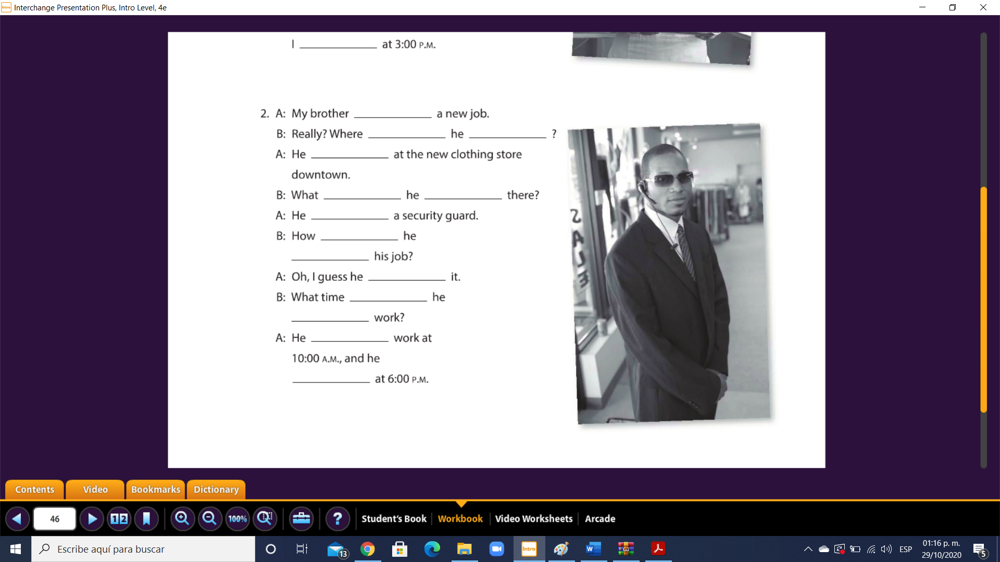 Intro Interchange Presentation Plus, Intro Level, 4e
I ____________ at 3:00 P.M.
2. A: My brother ____________ a new job.
B: Really? Where ____________ he ____________ ?
A: He ____________ at the new clothing store
downtown.
B: What ____________ he ____________ there?
A: He ____________ a security guard.
B: How ____________ he
____________ his job?
A: Oh, I guess he ____________ it.
B: What time ____________ he
____________ work?
A: He ____________ work at
10:00 A.M., and he
____________ at 6:00 P.M.
SALE
Contents Video Bookmarks Dictionary
46 12 100% ? Student's Book Workbook Video Worksheets Arcade
Escribe aquí para buscar 13 Intro W ESP 01:16 p. m. 5
29/10/2020